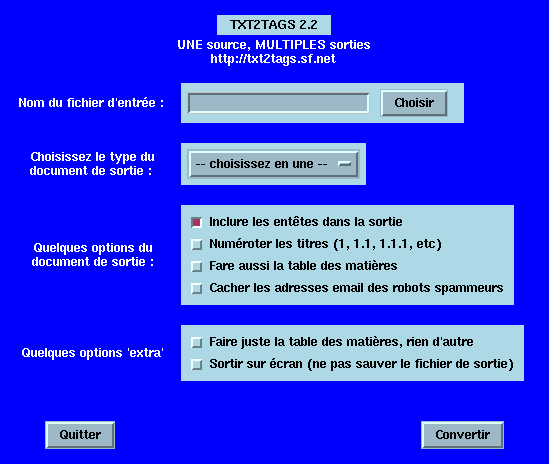 TXT2TAGS 2.2
UNE source, MULTIPLES sorties
http://txt2tags.sf.net
Nom du fichier d'entrée :
Choisir
Choisissez le type du
document de sortie :
-- choisissez en une --
Quelques options du
document de sortie :
Inclure les entêtes dans la sortie
Numéroter les titres (1, 1.1, 1.1.1, etc)
Fare aussi la table des matières
Cacher les adresses email des robots spammeurs
Quelques options 'extra'
Faire juste la table des matières, rien d'autre
Sortir sur écran (ne pas sauver le fichier de sortie)
Quitter
Convertir